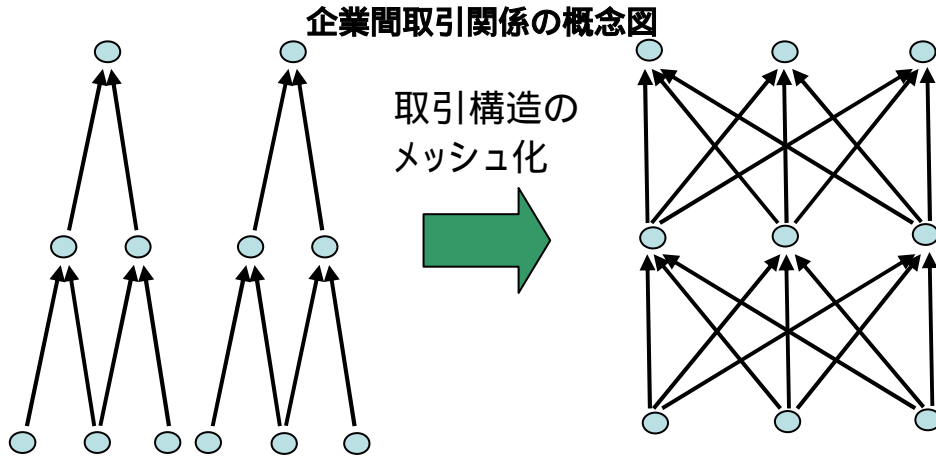 企業間取引関係の概念図
取引構造の
メッシュ化